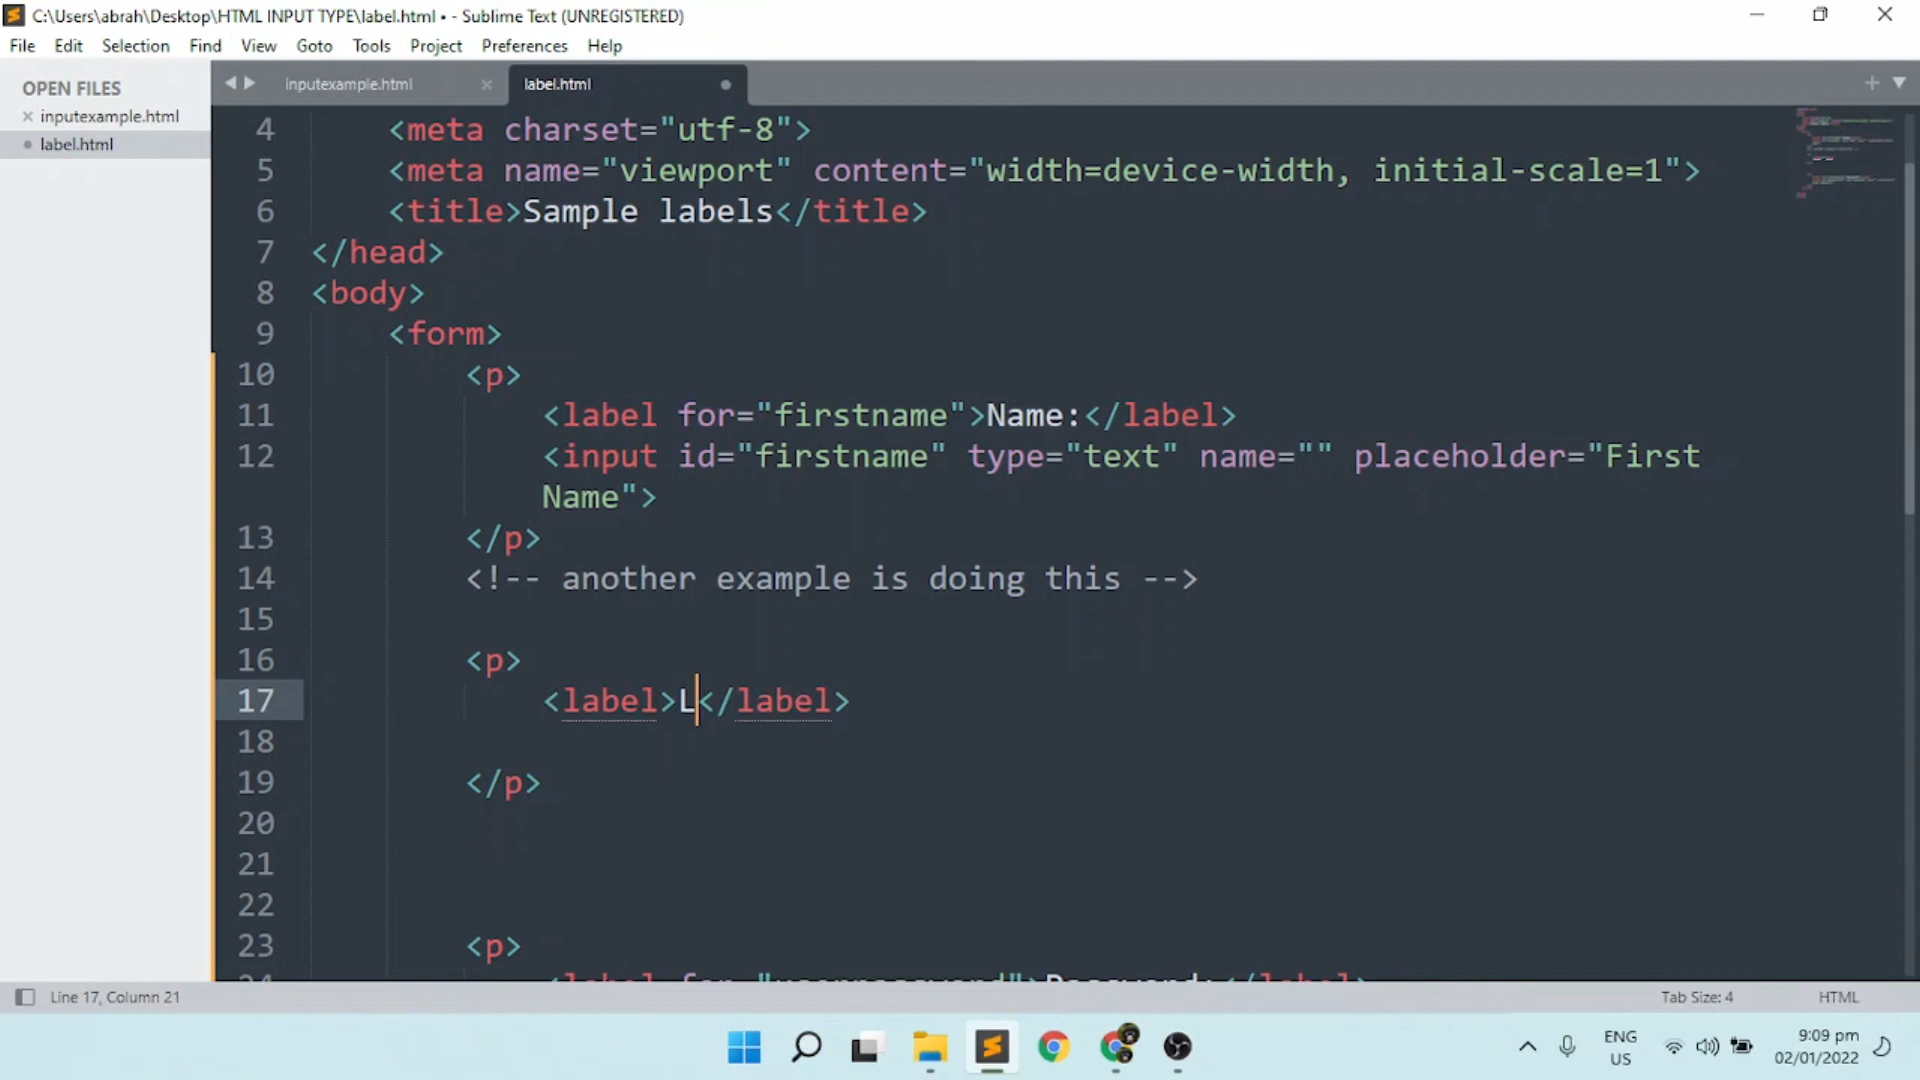 C:\Users\abrah\Desktop\HTML INPUT TYPE\label.html • - Sublime Text (UNREGISTERED)
File Edit Selection Find View Goto Tools Project Preferences Help
OPEN FILES
inputexample.html
label.html
inputexample.html
label.html
4 <meta charset="utf-8">
5 <meta name="viewport" content="width=device-width, initial-scale=1">
6 <title>Sample labels</title>
7 </head>
8 <body>
9 <form>
10 <p>
11 <label for="firstname">Name:</label>
12 <input id="firstname" type="text" name="" placeholder="First
Name">
13 </p>
14 <!-- another example is doing this -->
15
16 <p>
17 <label>L</label>
18
19 </p>
20
21
22
23 <p>
Line 17, Column 21
Tab Size: 4
HTML
ENG
US
9:09 pm
02/01/2022